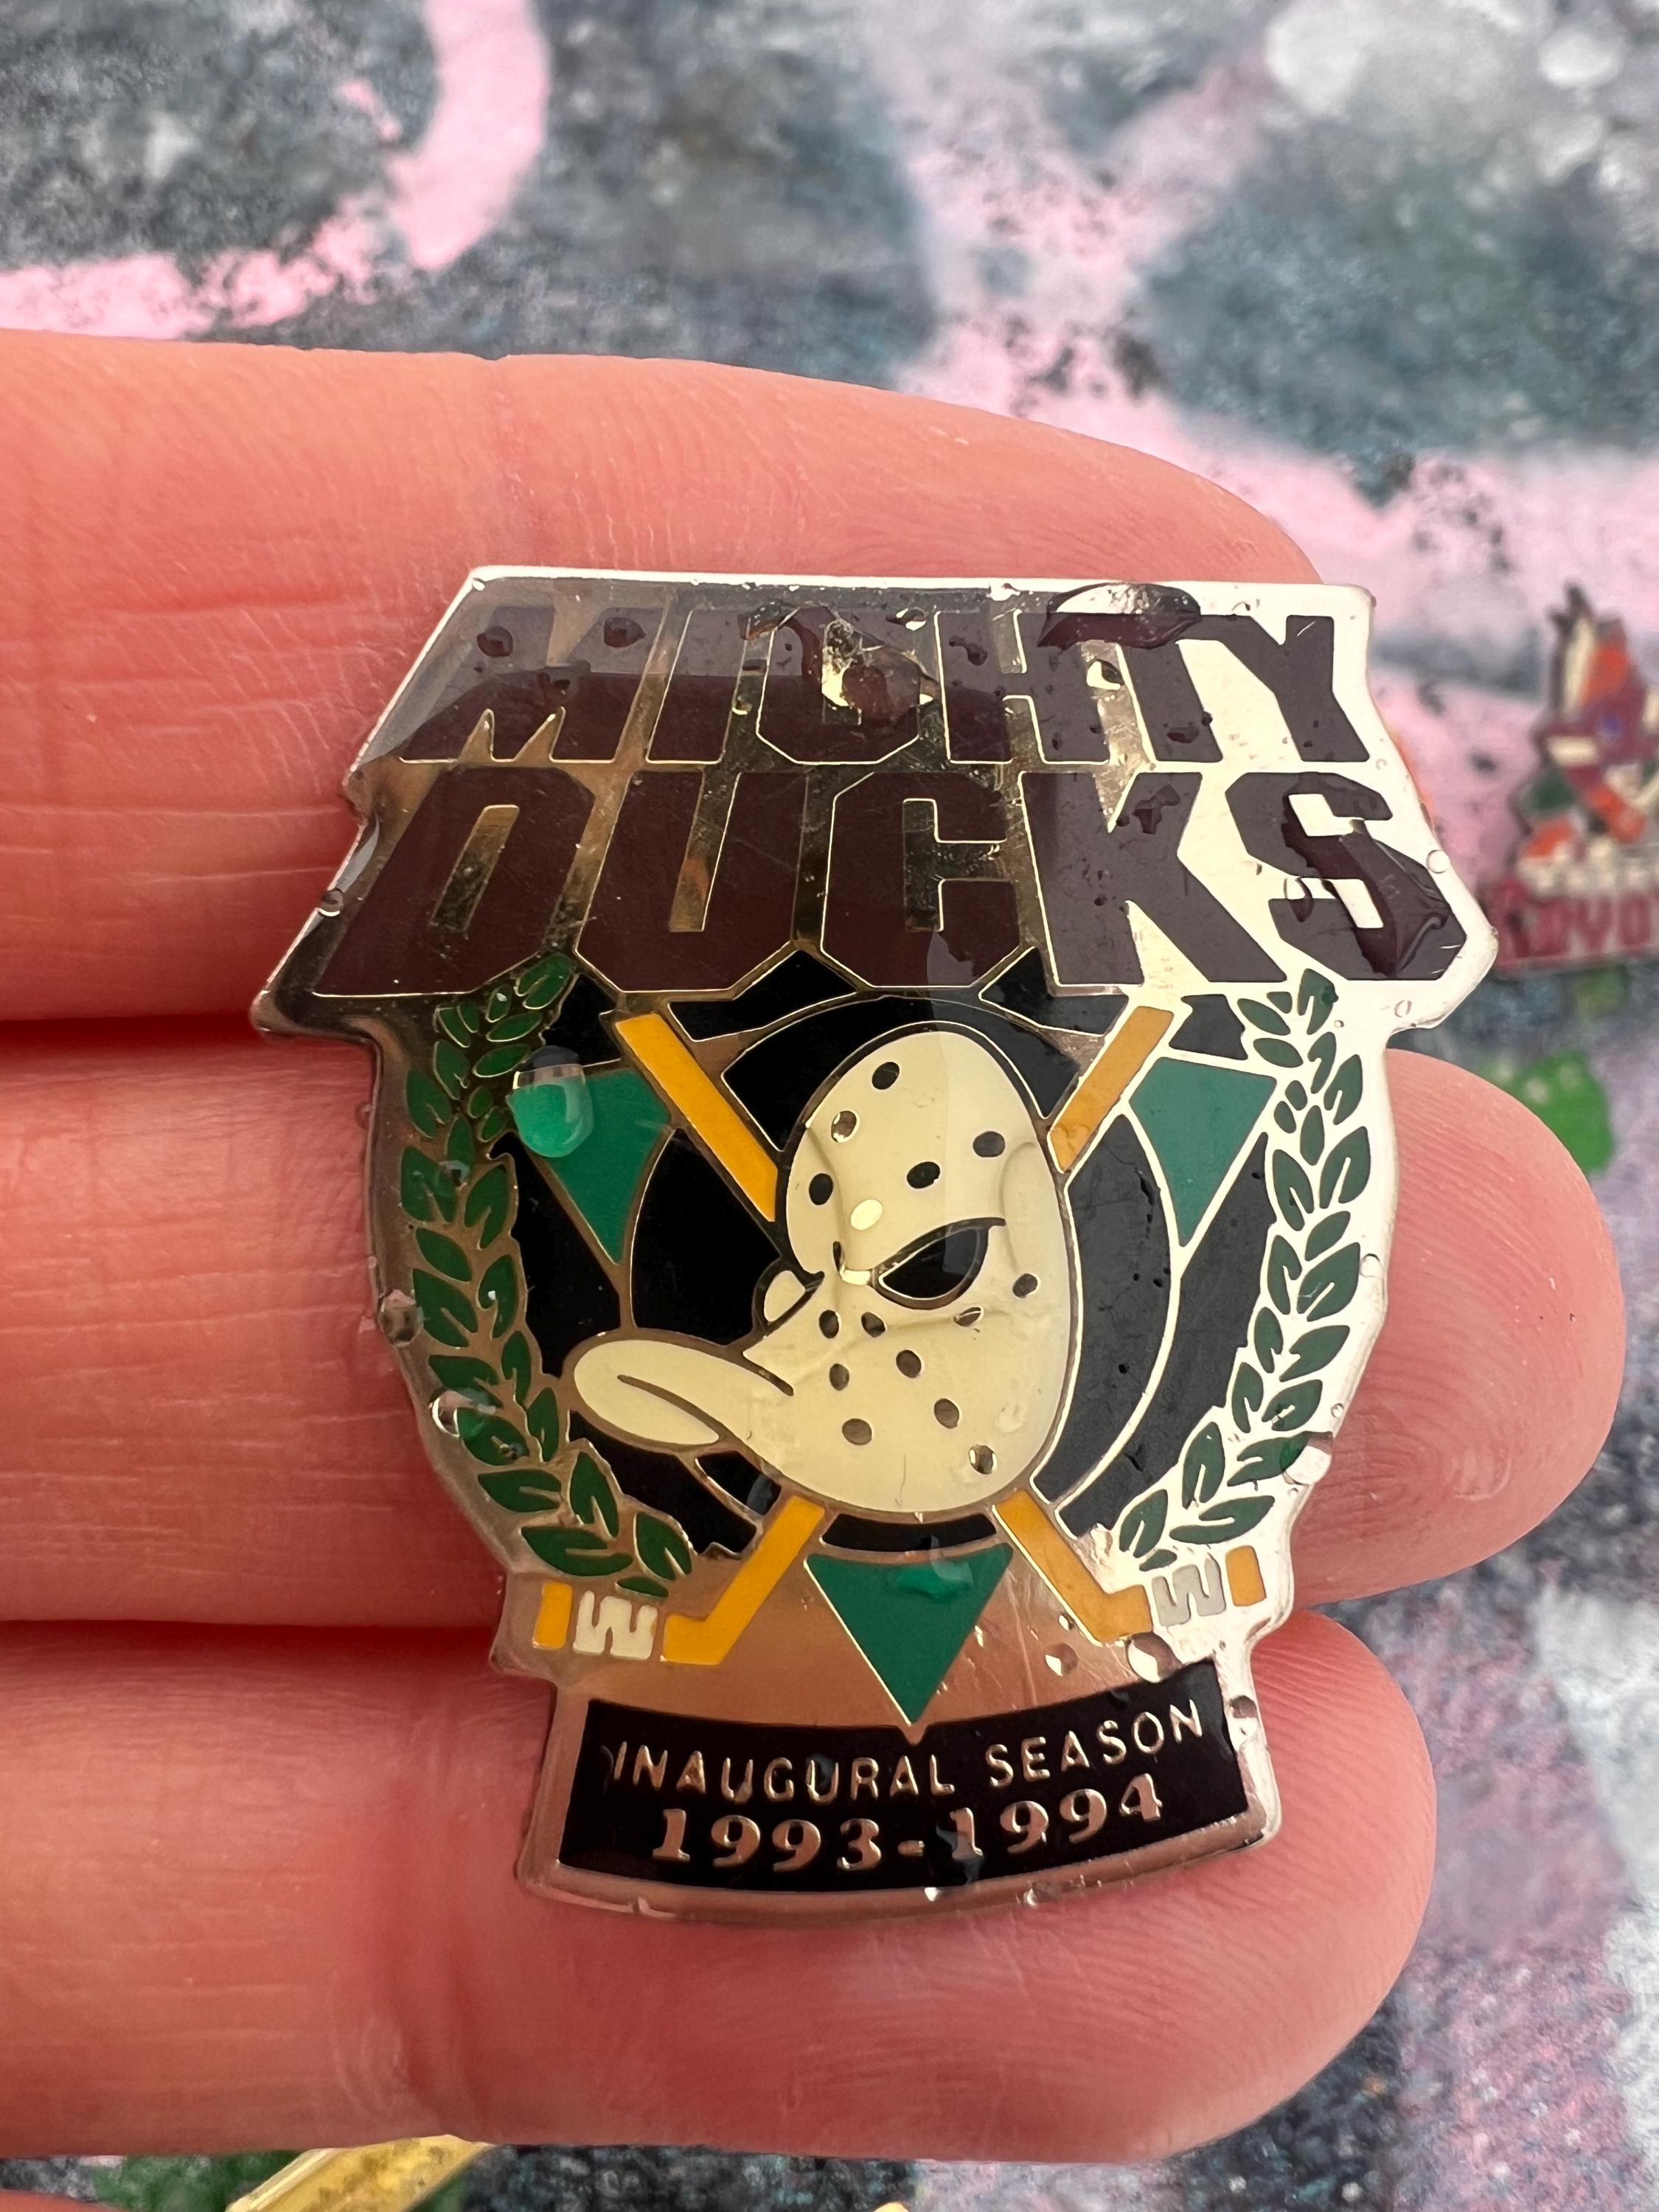 MIGHTY
DUCKS
INAUGURAL SEASON
1993-1994